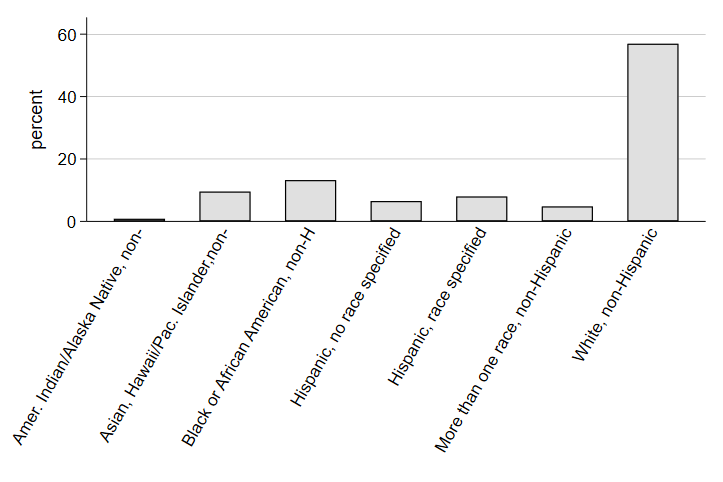 percent
60
40
20
0
Amer. Indian/Alaska Native, non-
Asian, Hawaii/Pac. Islander,non-
Black or African American, non-H
Hispanic, no race specified
Hispanic, race specified
More than one race, non-Hispanic
White, non-Hispanic